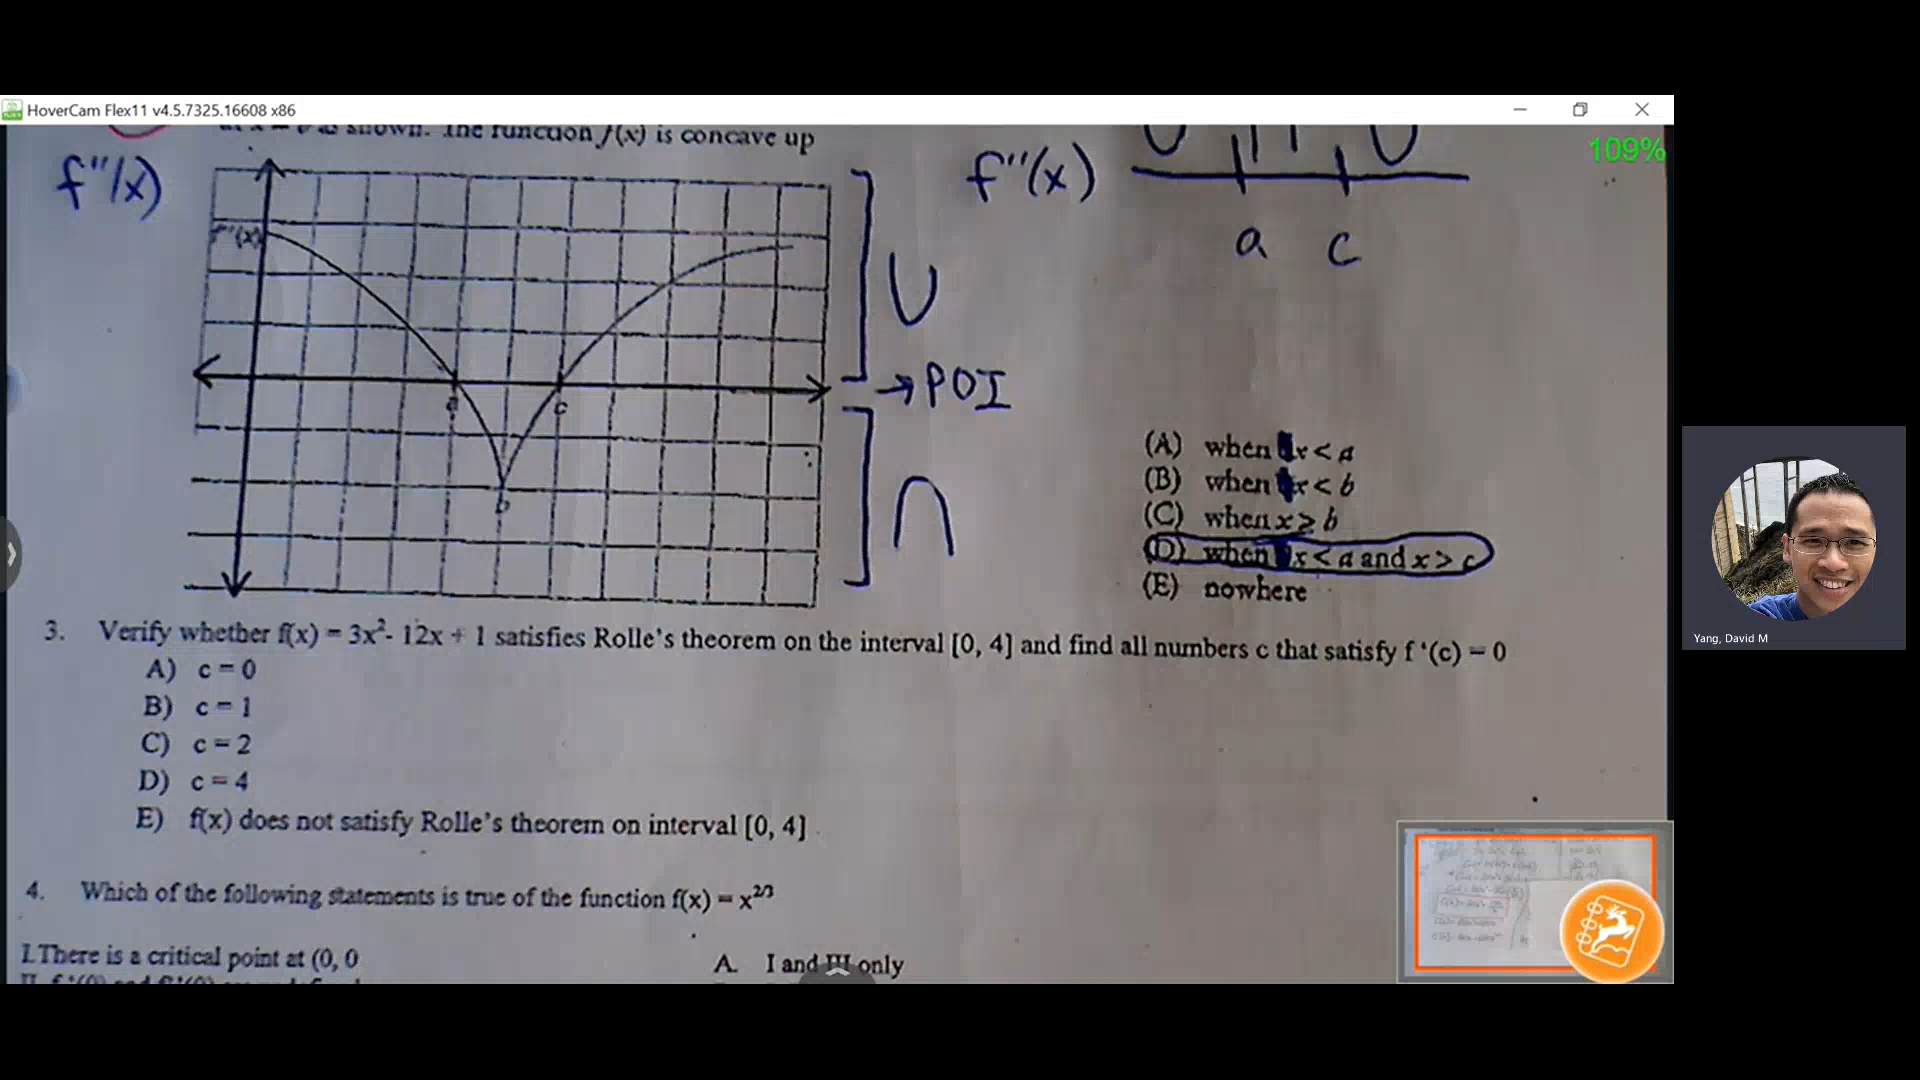 HoverCam Flex11 v4.5.7325.16608 x86
as shown. The function f(x) is concave up
109%
f''(x)
f''(x)
f''(x)
a c
U
→ POI
a c
b
∩
(A) when x < a
(B) when x < b
(C) when x ≥ b
(D) when x < a and x > c
(E) nowhere
3. Verify whether f(x) = 3x²- 12x + 1 satisfies Rolle's theorem on the interval [0, 4] and find all numbers c that satisfy f '(c) = 0
A) c = 0
B) c = 1
C) c = 2
D) c = 4
E) f(x) does not satisfy Rolle's theorem on interval [0, 4]
Yang, David M
4. Which of the following statements is true of the function f(x) = x^2/3
I.There is a critical point at (0, 0
A. I and III only